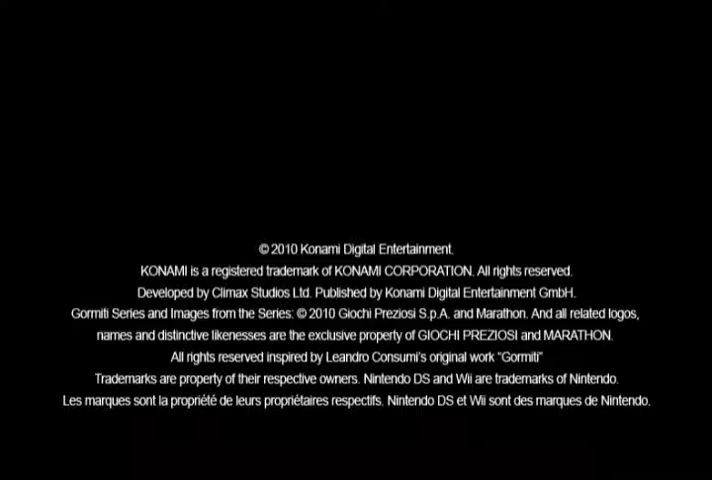 © 2010 Konami Digital Entertainment.
KONAMI is a registered trademark of KONAMI CORPORATION. All rights reserved.
Developed by Climax Studios Ltd. Published by Konami Digital Entertainment GmbH.
Gormiti Series and Images from the Series: © 2010 Giochi Preziosi S.p.A. and Marathon. And all related logos,
names and distinctive likenesses are the exclusive property of GIOCHI PREZIOSI and MARATHON.
All rights reserved inspired by Leandro Consumi's original work "Gormiti"
Trademarks are property of their respective owners. Nintendo DS and Wii are trademarks of Nintendo.
Les marques sont la propriété de leurs propriétaires respectifs. Nintendo DS et Wii sont des marques de Nintendo.